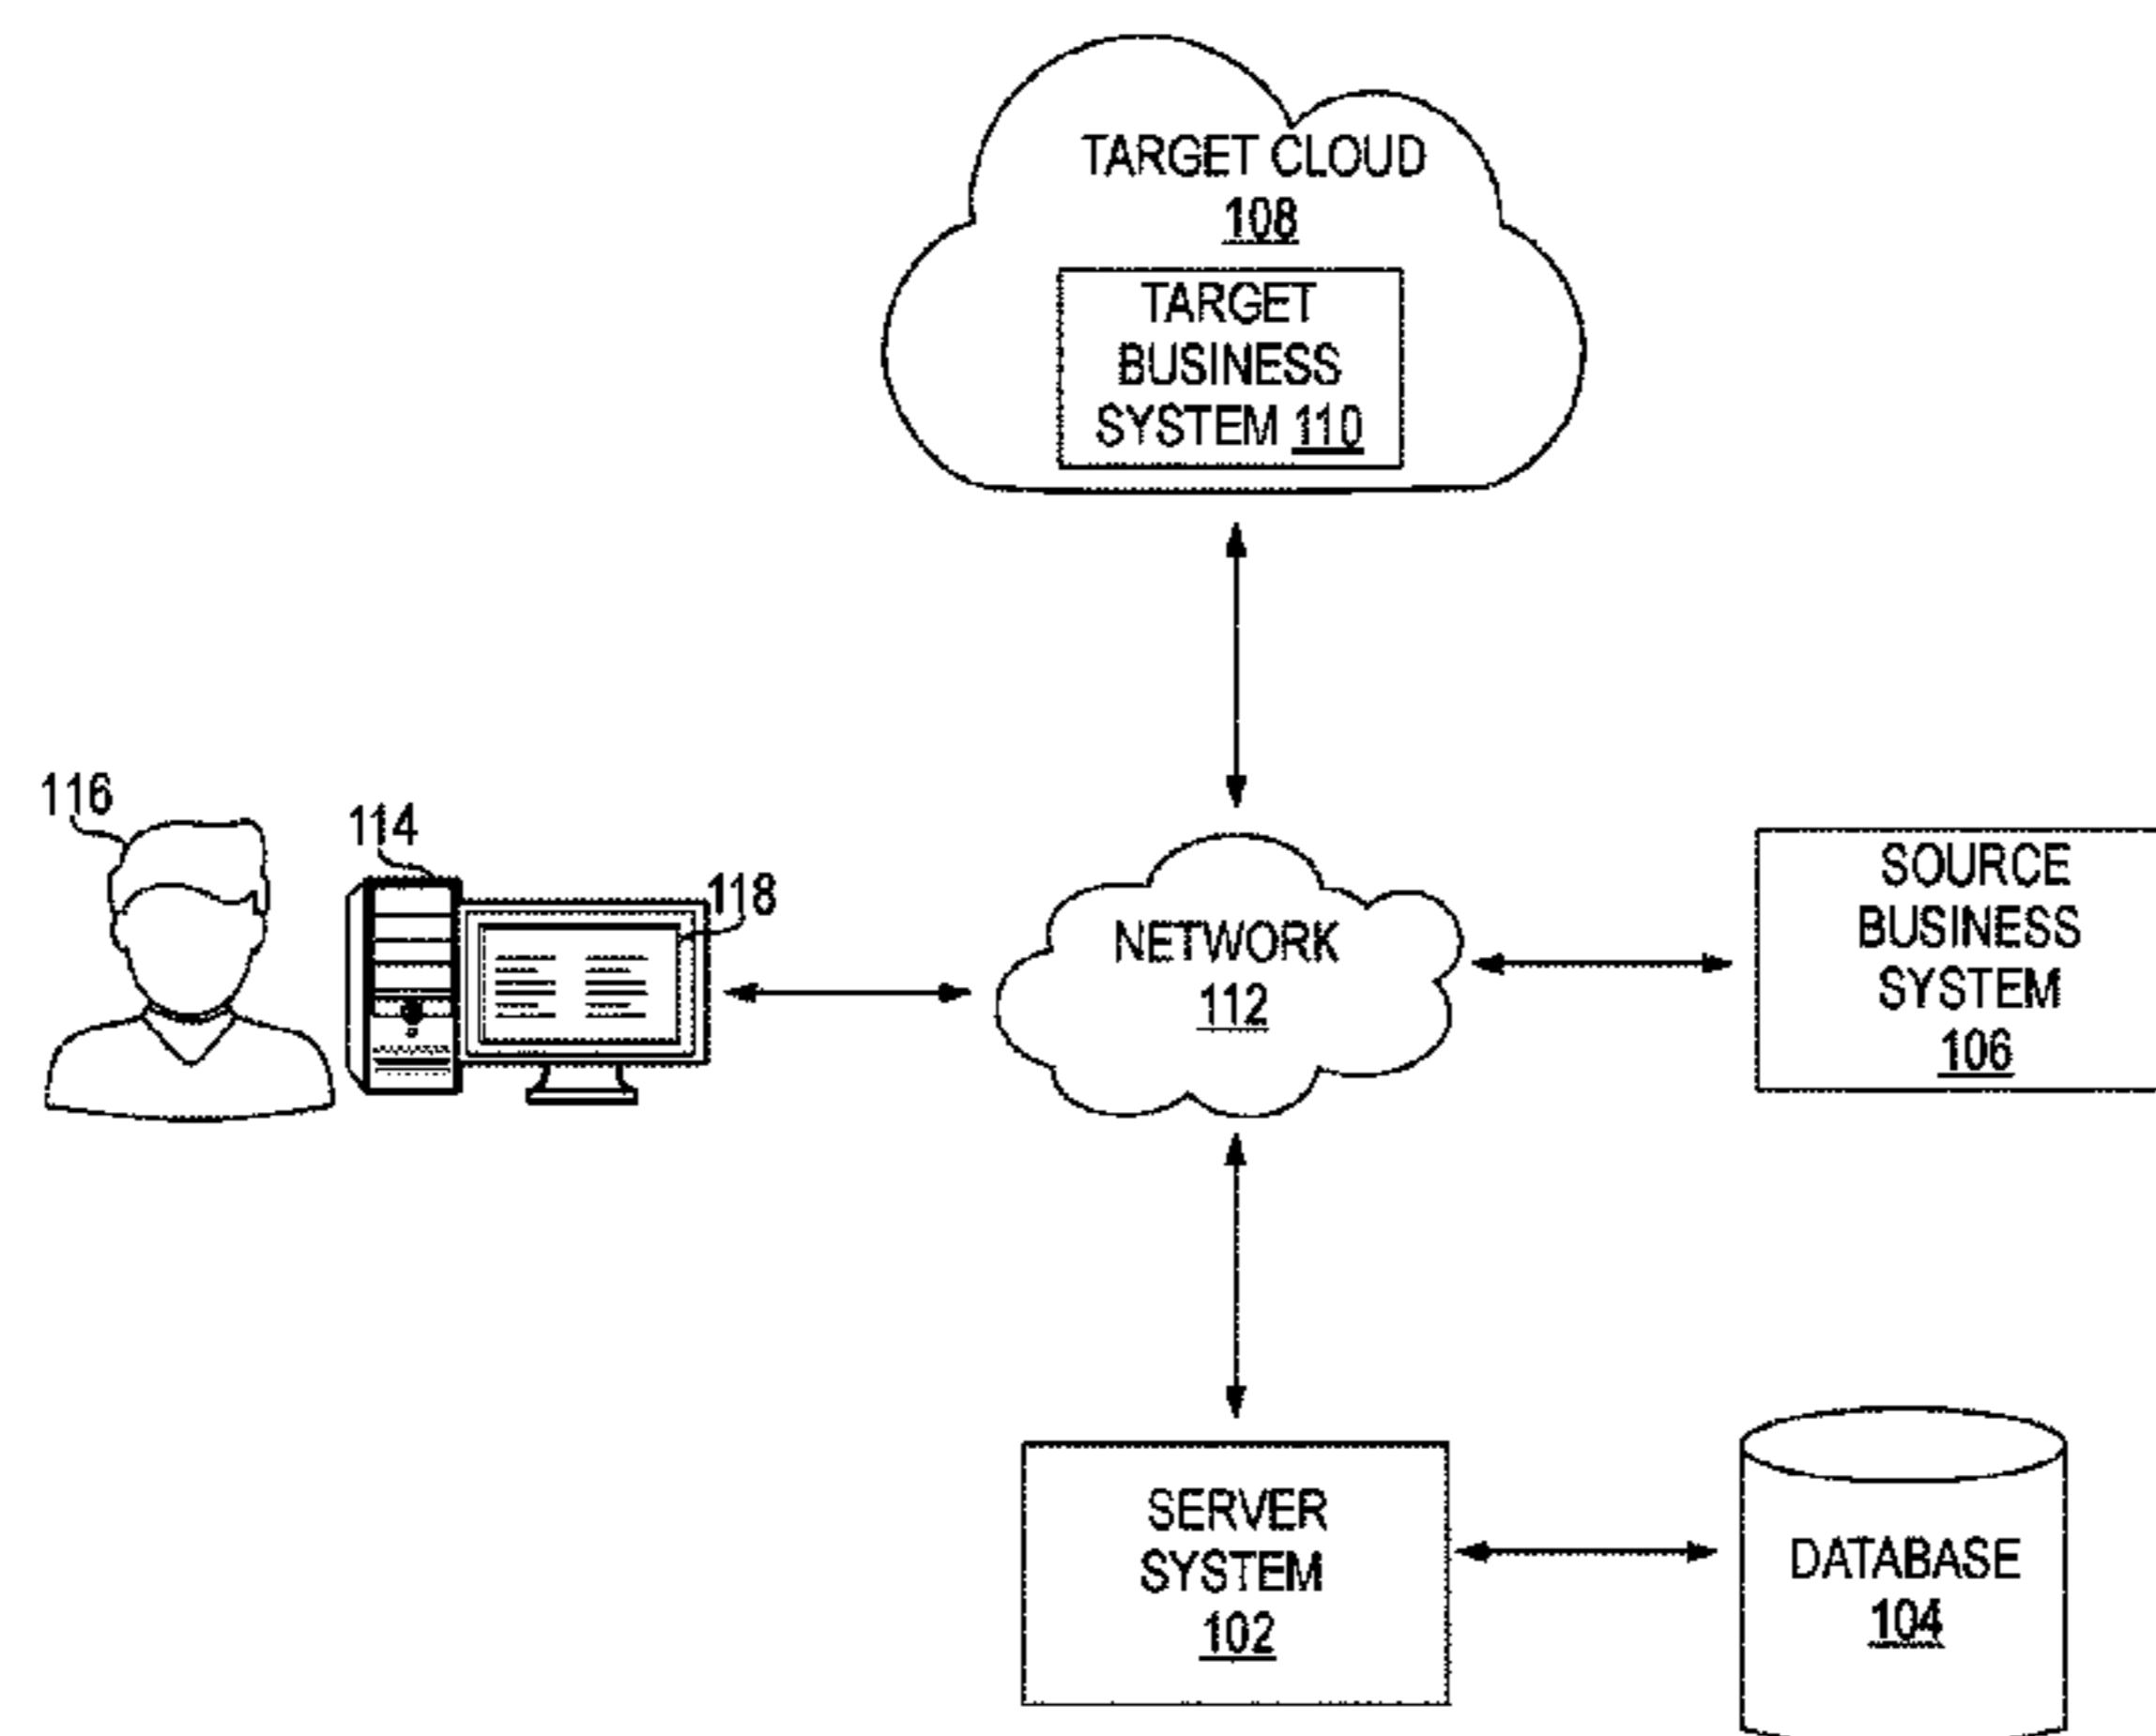 TARGET CLOUD
108
TARGET
BUSINESS
SYSTEM 110
116
114
118
NETWORK
112
SOURCE
BUSINESS
SYSTEM
106
SERVER
SYSTEM
102
DATABASE
104